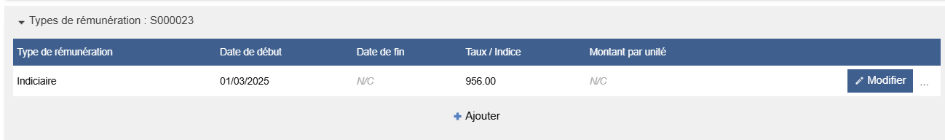 Types de rémunération : S000023
Type de rémunération Date de début Date de fin Taux / Indice Montant par unité
Indiciaire 01/03/2025 N/C 956.00 N/C Modifier ...
Ajouter